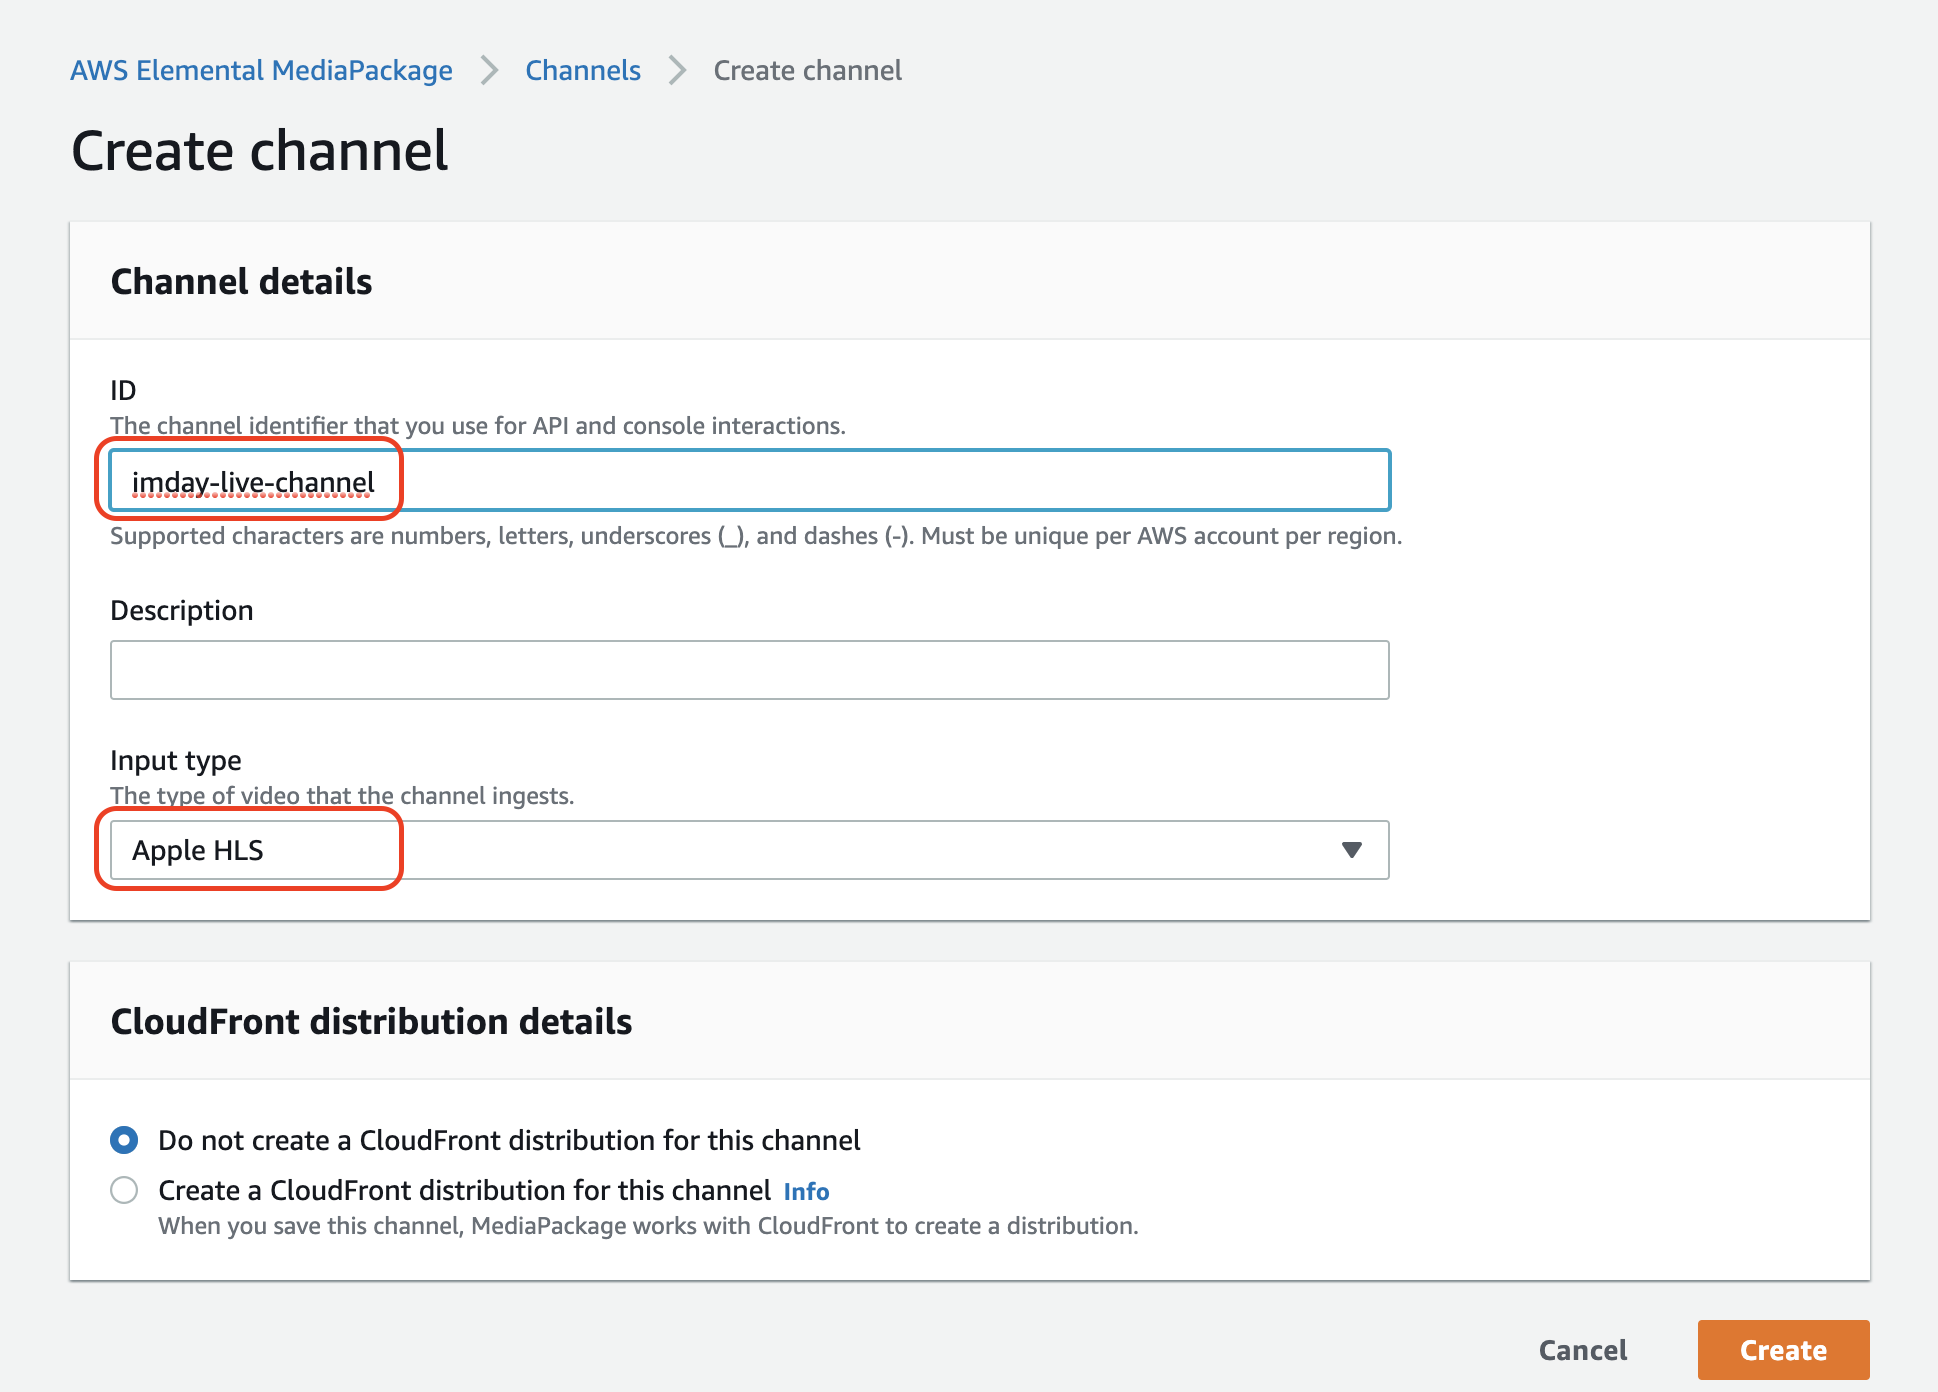 AWS Elemental MediaPackage > Channels > Create channel
Create channel
Channel details
ID
The channel identifier that you use for API and console interactions.
imday-live-channel
Supported characters are numbers, letters, underscores (_), and dashes (-). Must be unique per AWS account per region.
Description
Input type
The type of video that the channel ingests.
Apple HLS
CloudFront distribution details
Do not create a CloudFront distribution for this channel
Create a CloudFront distribution for this channel Info
When you save this channel, MediaPackage works with CloudFront to create a distribution.
Cancel Create